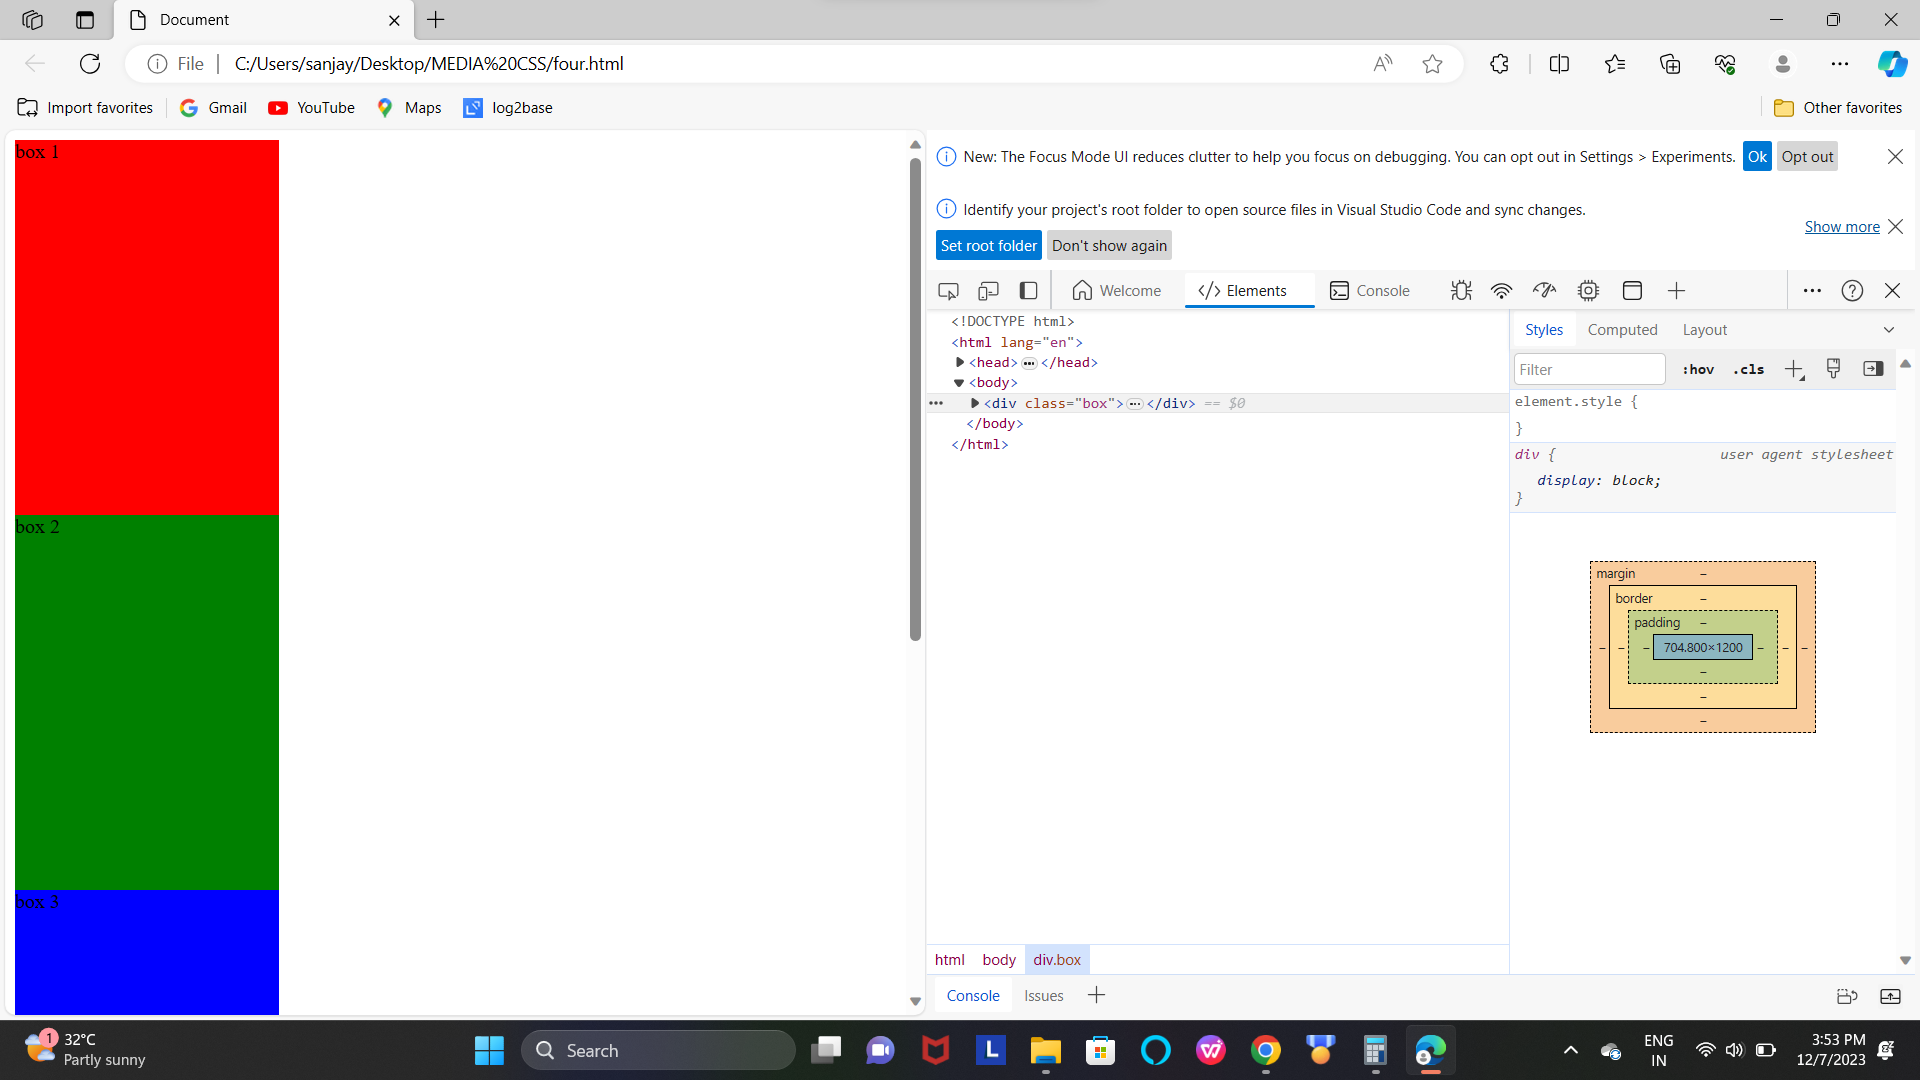 Document
File
C:/Users/sanjay/Desktop/MEDIA%20CSS/four.html
Import favorites
Gmail
YouTube
Maps
log2base
Other favorites
box 1
box 2
box 3
New: The Focus Mode UI reduces clutter to help you focus on debugging. You can opt out in Settings > Experiments.
Ok
Opt out
Identify your project's root folder to open source files in Visual Studio Code and sync changes.
Show more
Set root folder
Don't show again
Welcome
Elements
Console
<!DOCTYPE html>
<html lang="en">
<head> ••• </head>
<body>
••• <div class="box"> ••• </div> == $0
</body>
</html>
Styles
Computed
Layout
Filter
:hov
.cls
element.style {
}
div {
user agent stylesheet
display: block;
}
margin –
border –
padding –
– – – 704.800×1200 – – –
–
–
–
html
body
div.box
Console
Issues
1
32°C
Partly sunny
Search
L
ENG
IN
3:53 PM
12/7/2023